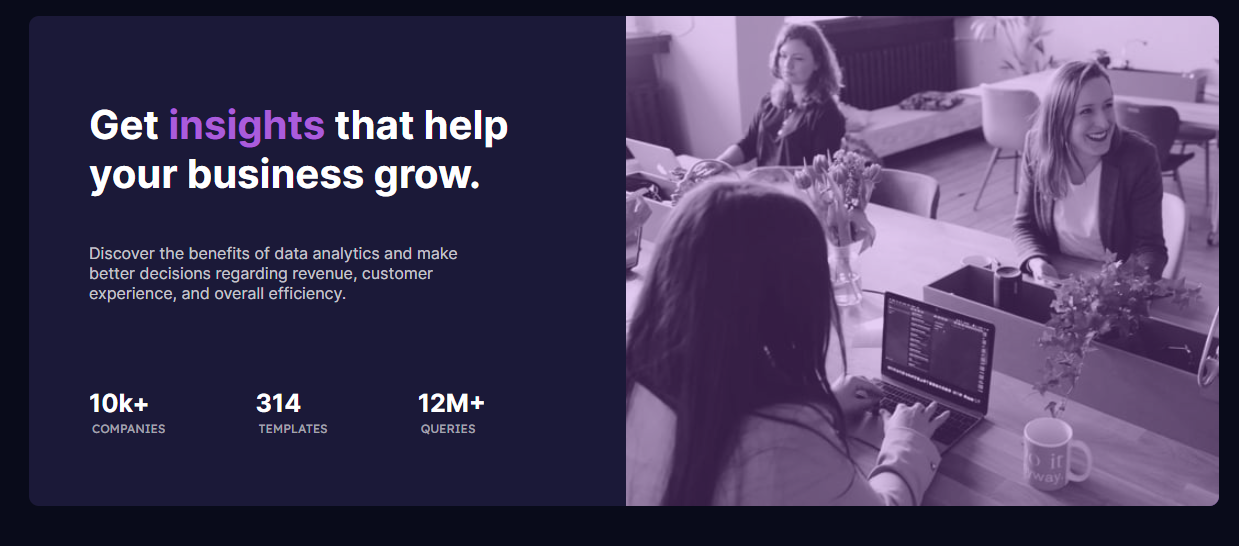 Get insights that help
your business grow.
Discover the benefits of data analytics and make
better decisions regarding revenue, customer
experience, and overall efficiency.
10k+
COMPANIES
314
TEMPLATES
12M+
QUERIES
it